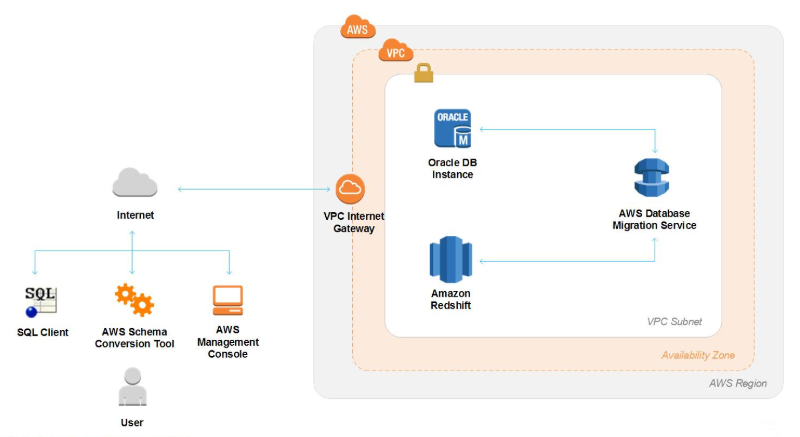 AWS
VPC
ORACLE
M
Oracle DB
Instance
AWS Database
Migration Service
Internet
VPC Internet
Gateway
Amazon
Redshift
SQL
SQL Client
AWS Schema
Conversion Tool
AWS
Management
Console
VPC Subnet
Availability Zone
AWS Region
User